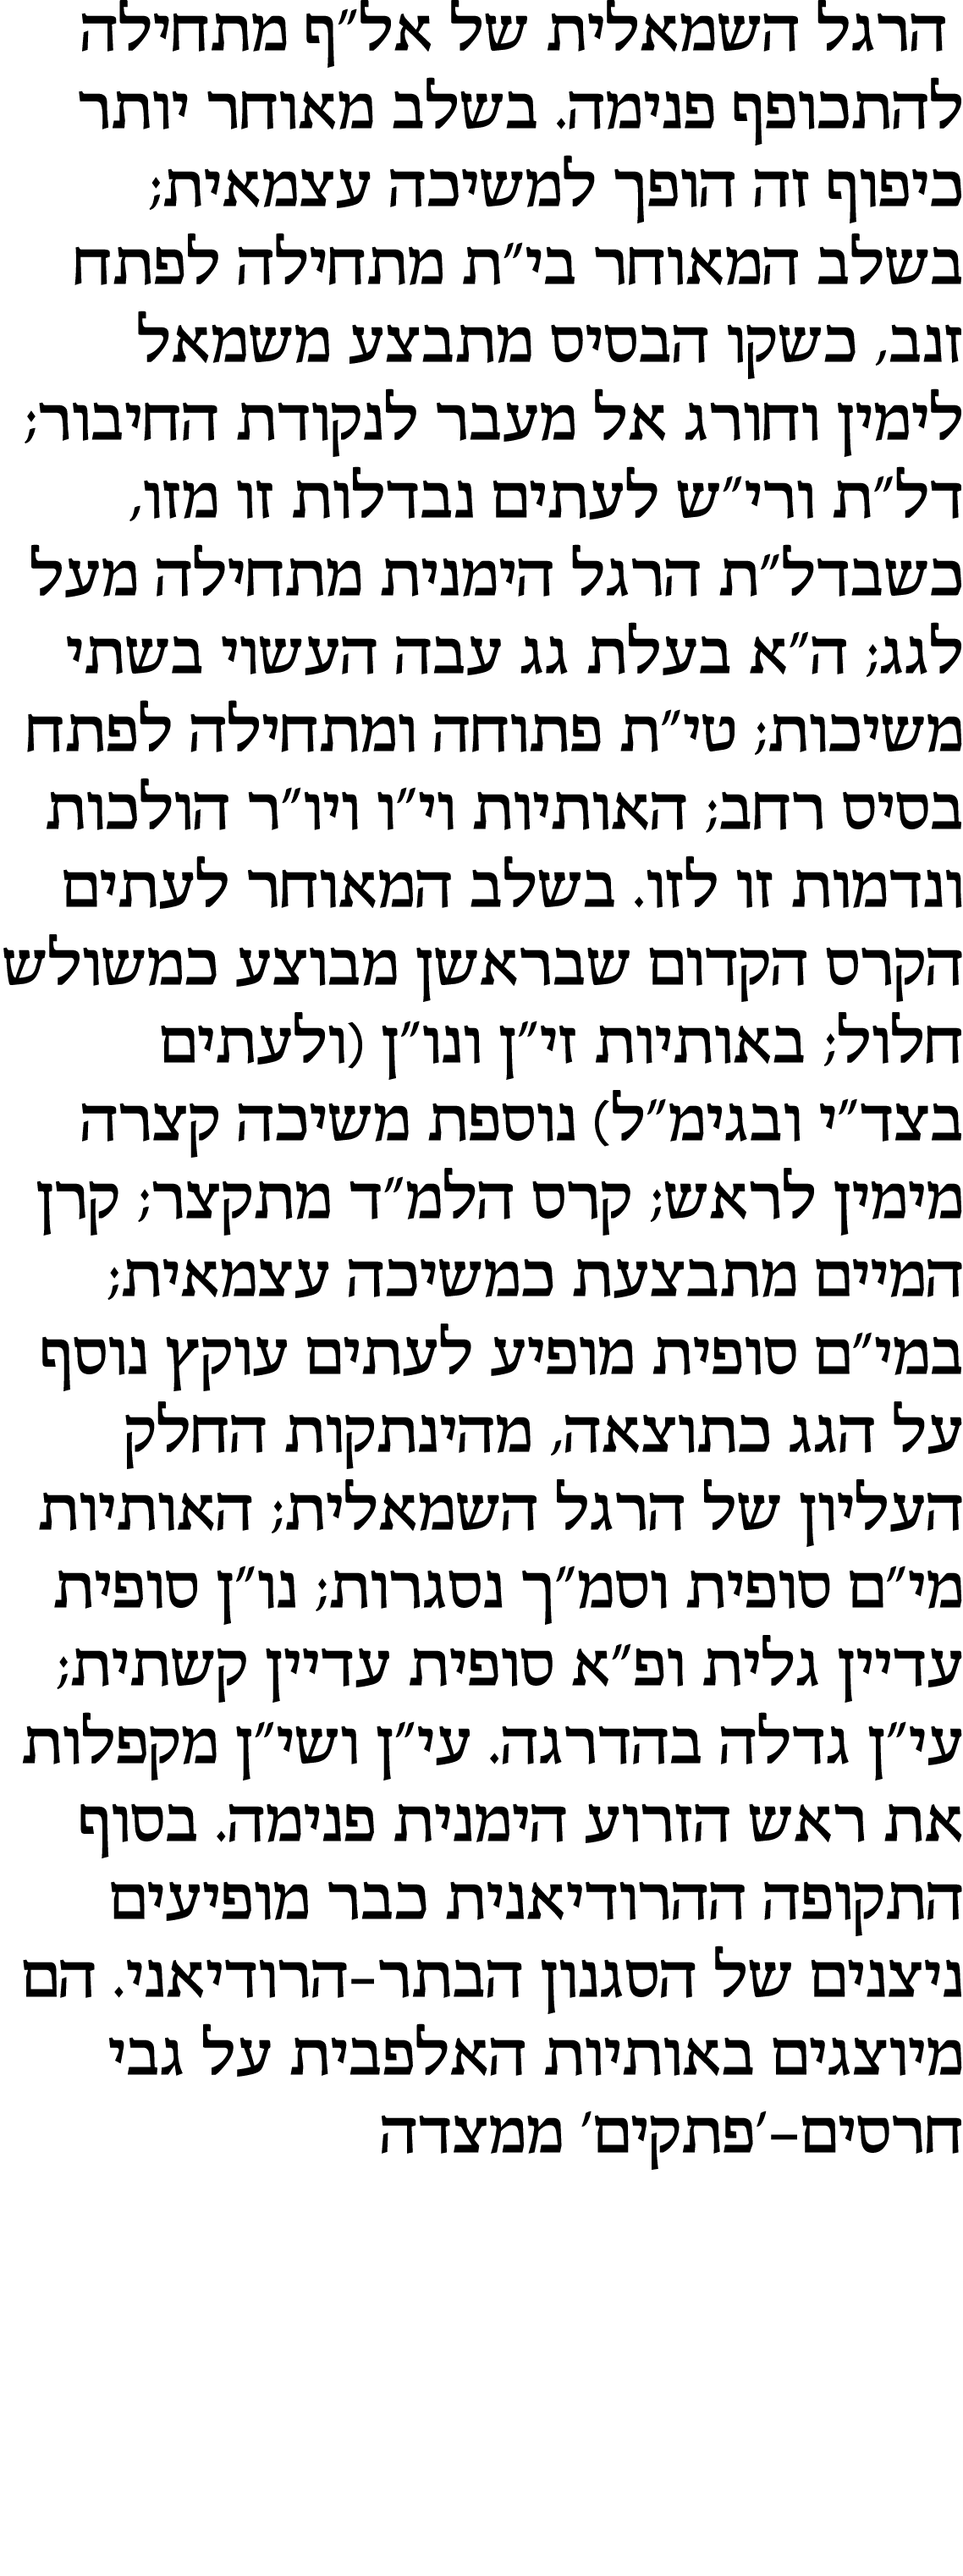 הרגל השמאלית של אל״ף מתחילה
להתכופף פנימה. בשלב מאוחר יותר
כיפוף זה הופך למשיכה עצמאית;
בשלב המאוחר בי״ת מתחילה לפתח
זנב, כשקו הבסיס מתבצע משמאל
לימין וחורג אל מעבר לנקודת החיבור;
דל״ת ורי״ש לעתים נבדלות זו מזו,
כשבדל״ת הרגל הימנית מתחילה מעל
לגג; ה״א בעלת גג עבה העשוי בשתי
משיכות; טי״ת פתוחה ומתחילה לפתח
בסיס רחב; האותיות וי״ו ויו״ר הולכות
ונדמות זו לזו. בשלב המאוחר לעתים
הקרס הקדום שבראשן מבוצע כמשולש
חלול; באותיות זי״ן ונו״ן (ולעתים
בצד״י ובגימ״ל) נוספת משיכה קצרה
מימין לראש; קרס הלמ״ד מתקצר; קרן
המיים מתבצעת כמשיכה עצמאית;
במי״ם סופית מופיע לעתים עוקץ נוסף
על הגג כתוצאה, מהינתקות החלק
העליון של הרגל השמאלית; האותיות
מי״ם סופית וסמ״ך נסגרות; נו״ן סופית
עדיין גלית ופ״א סופית עדיין קשתית;
עי״ן גדלה בהדרגה. עי״ן ושי״ן מקפלות
את ראש הזרוע הימנית פנימה. בסוף
התקופה ההרודיאנית כבר מופיעים
ניצנים של הסגנון הבתר-הרודיאני. הם
מיוצגים באותיות האלפבית על גבי
חרסים-׳פתקים׳ ממצדה